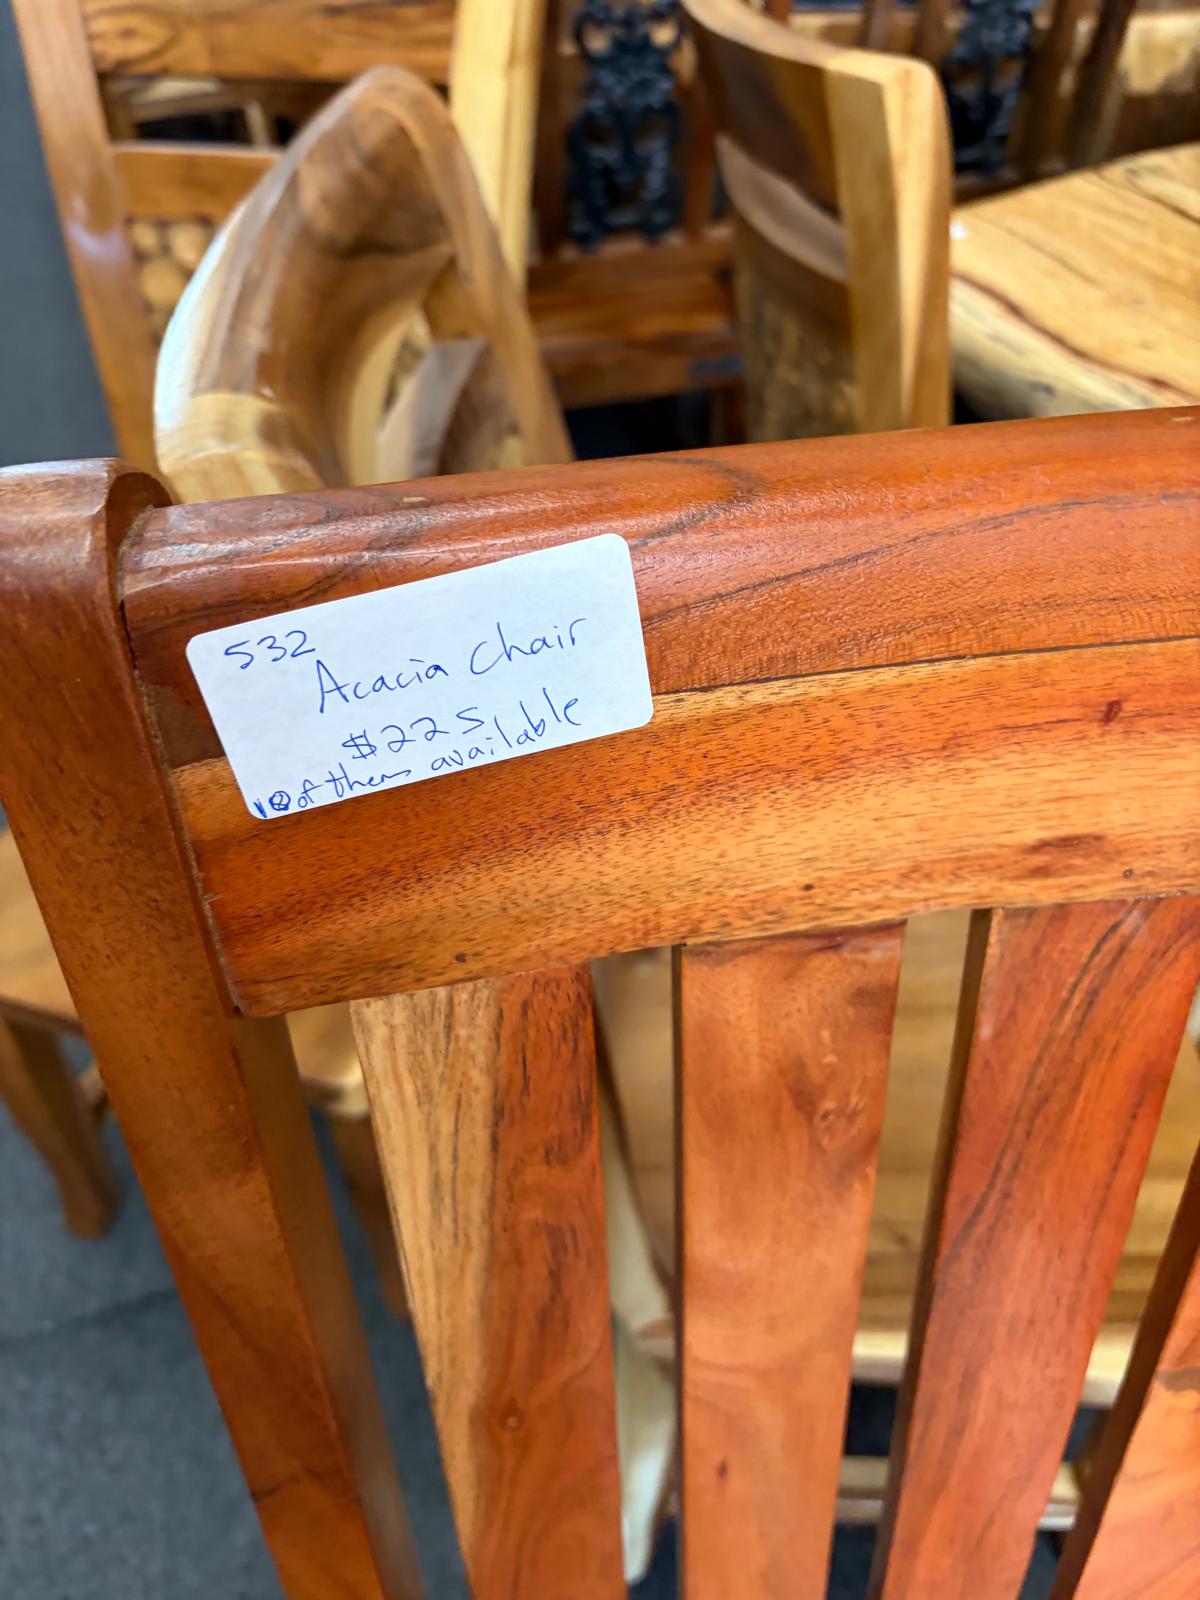 532
Acacia Chair
$225
of them available